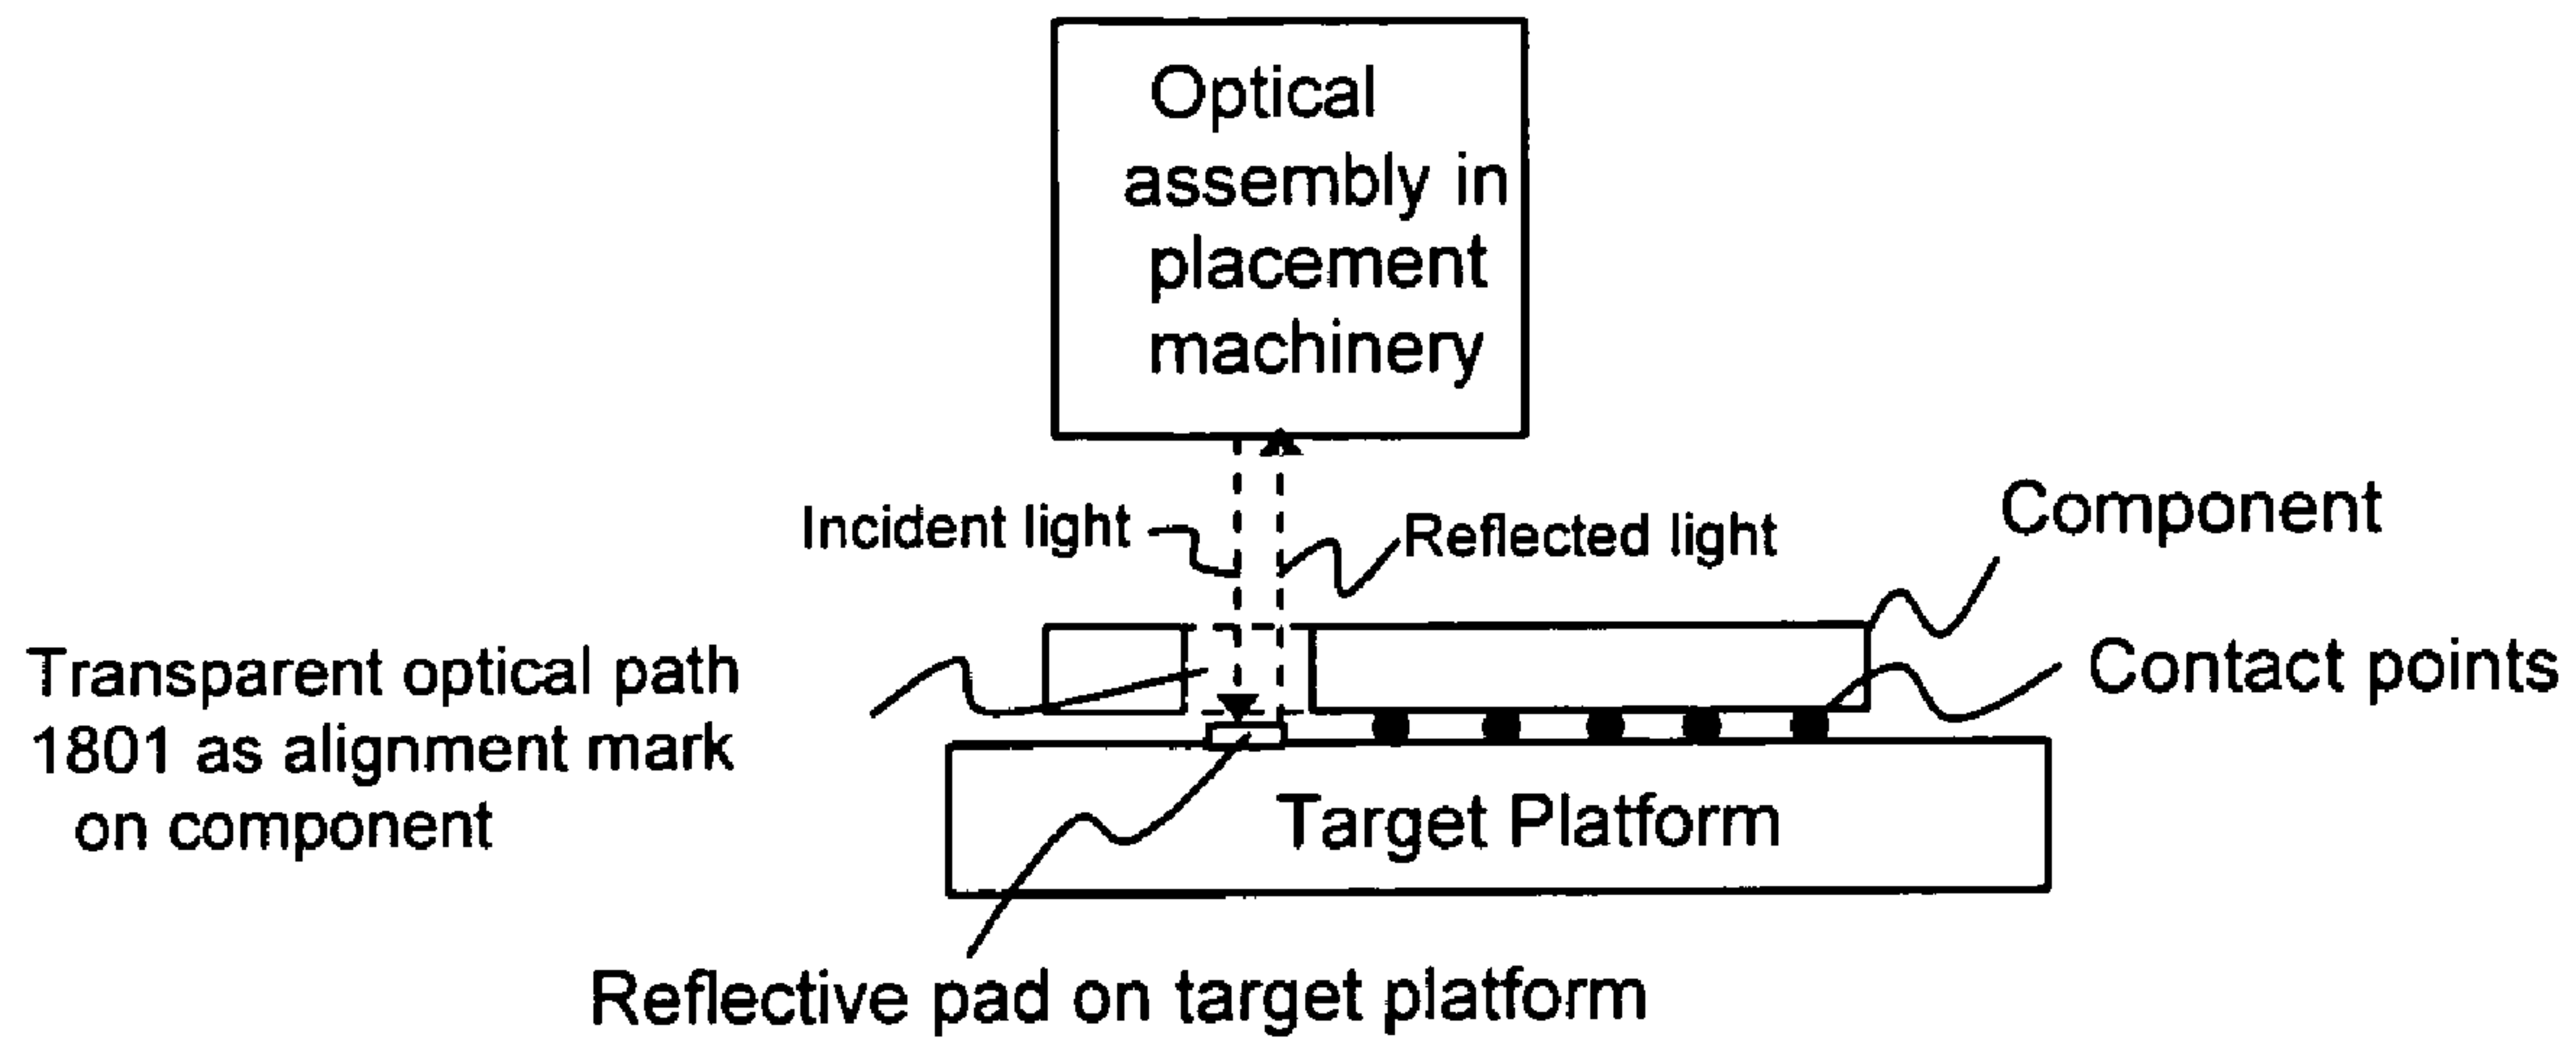 Optical
assembly in
placement
machinery
Incident light
Reflected light
Component
Transparent optical path
1801 as alignment mark
on component
Contact points
Target Platform
Reflective pad on target platform